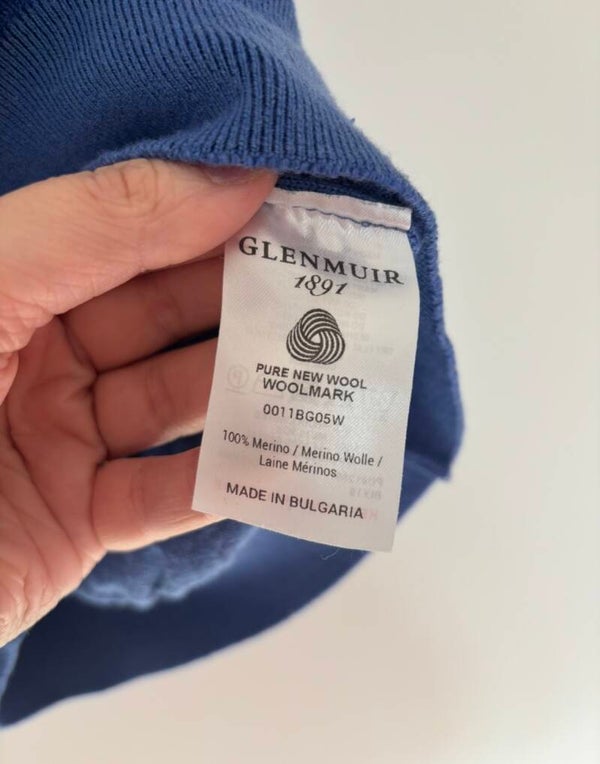 GLENMUIR
1891
PURE NEW WOOL
WOOLMARK
0011BG05W
100% Merino / Merino Wolle /
Laine Mérinos
MADE IN BULGARIA